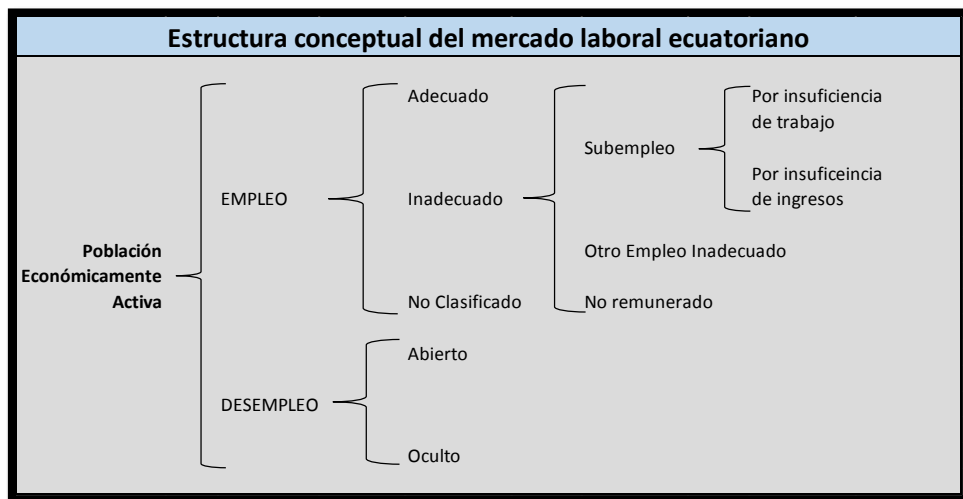 Estructura conceptual del mercado laboral ecuatoriano
Adecuado
Por insuficiencia
de trabajo
Subempleo
Por insuficeincia
de ingresos
EMPLEO
Inadecuado
Población
Económicamente
Activa
Otro Empleo Inadecuado
No Clasificado
No remunerado
Abierto
DESEMPLEO
Oculto